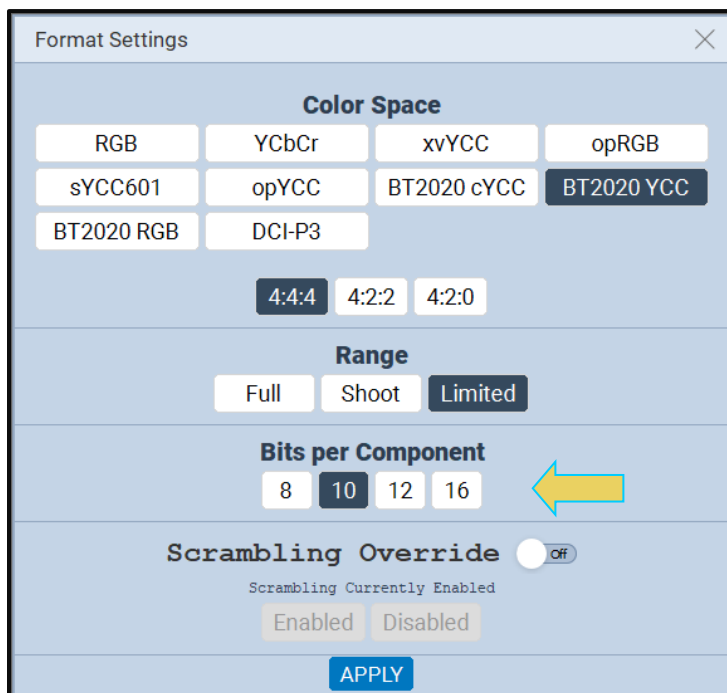 Format Settings
Color Space
RGB YCbCr xvYCC opRGB
sYCC601 opYCC BT2020 cYCC BT2020 YCC
BT2020 RGB DCI-P3
4:4:4 4:2:2 4:2:0
Range
Full Shoot Limited
Bits per Component
8 10 12 16
Scrambling Override Off
Scrambling Currently Enabled
Enabled Disabled
APPLY